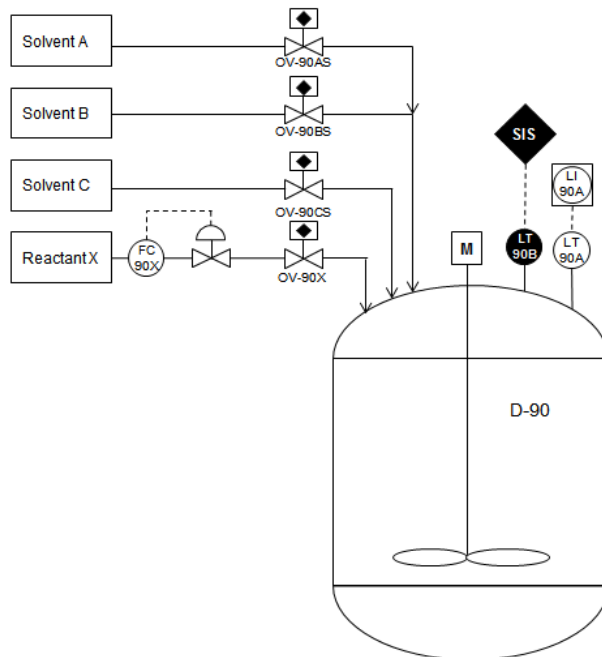 Solvent A
OV-90AS
Solvent B
OV-90BS
SIS
Solvent C
LI
90A
OV-90CS
Reactant X
FC
90X
M
LT
90B
LT
90A
OV-90X
D-90